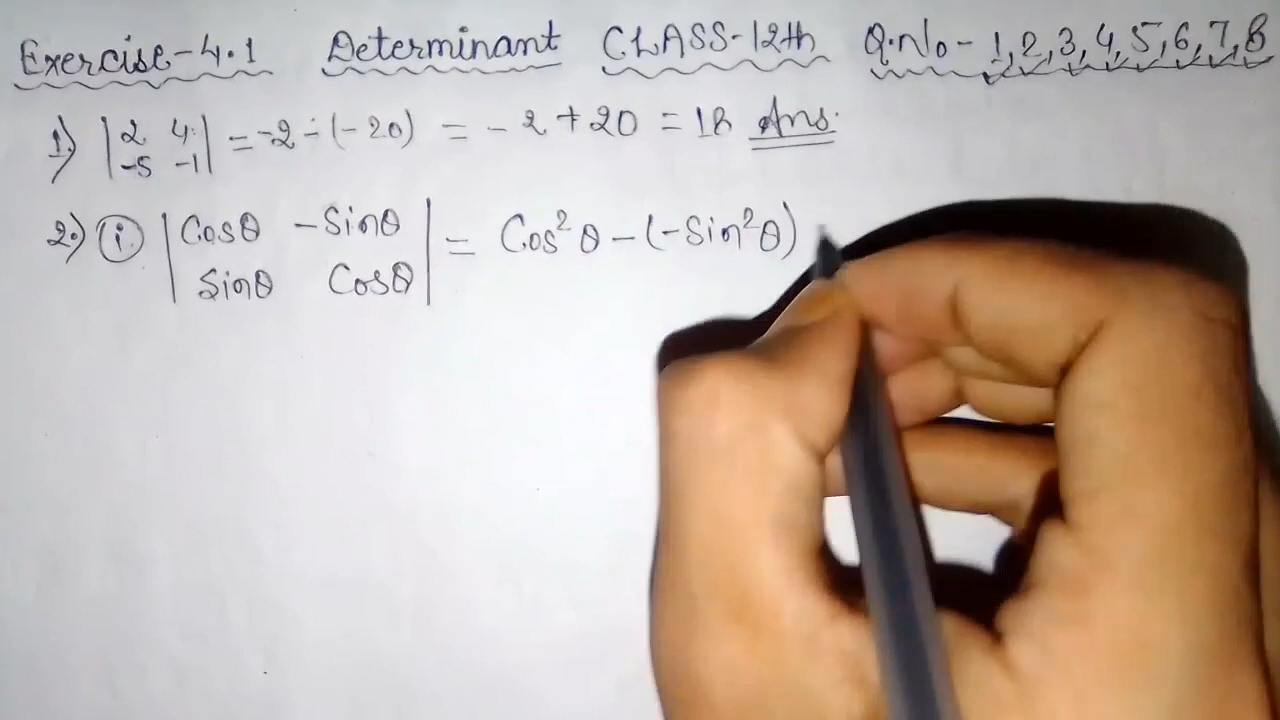 Exercise-4.1 Determinant CLASS-12th Q.No- 1,2,3,4,5,6,7,8
1) |2 4| = -2-(-20) = -2+20 = 18 Ans.
|-5 -1|
2.) (i) |Cosθ -Sinθ| = Cos²θ-(-Sin²θ)
|Sinθ Cosθ|